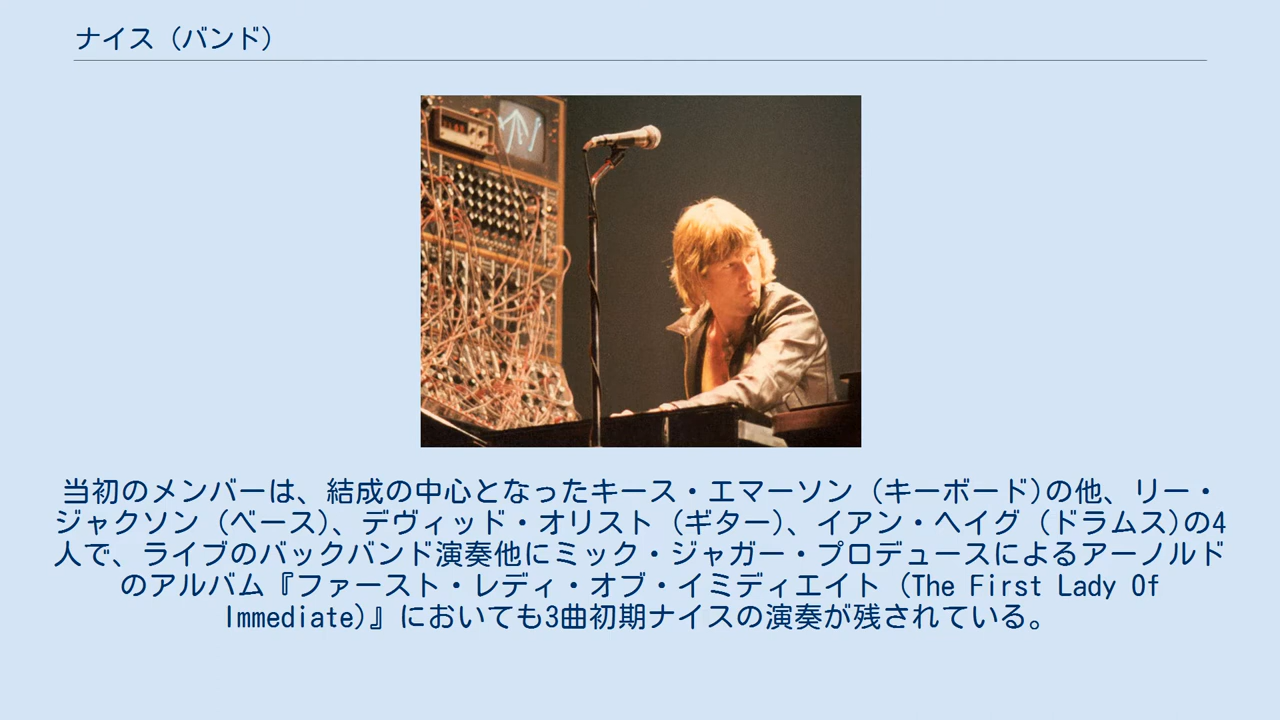 ナイス（バンド）
当初のメンバーは、結成の中心となったキース・エマーソン（キーボード)の他、リー・
ジャクソン（ベース)、デヴィッド・オリスト（ギター)、イアン・ヘイグ（ドラムス)の4
人で、ライブのバックバンド演奏他にミック・ジャガー・プロデュースによるアーノルド
のアルバム『ファースト・レディ・オブ・イミディエイト（The First Lady Of
Immediate)』においても3曲初期ナイスの演奏が残されている。